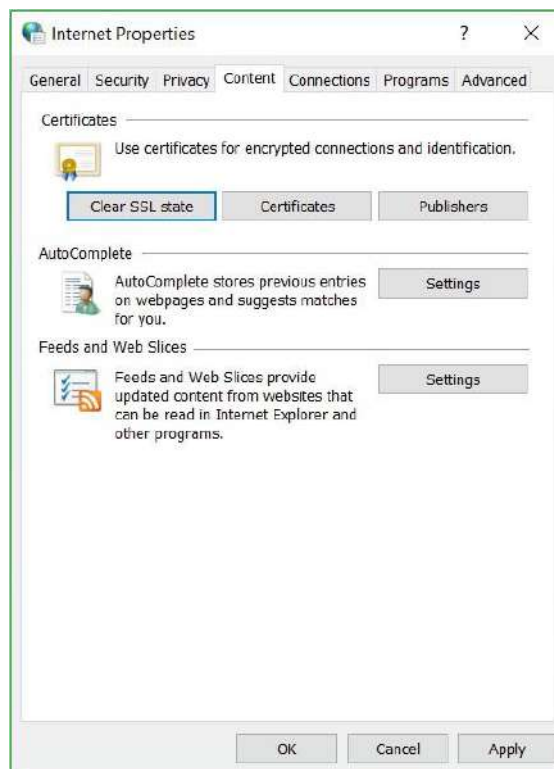 Internet Properties
?
General Security Privacy Content Connections Programs Advanced
Certificates
Use certificates for encrypted connections and identification.
Clear SSL state Certificates Publishers
AutoComplete
AutoComplete stores previous entries
on webpages and suggests matches
for you.
Settings
Feeds and Web Slices
Feeds and Web Slices provide
updated content from websites that
can be read in Internet Explorer and
other programs.
Settings
OK Cancel Apply